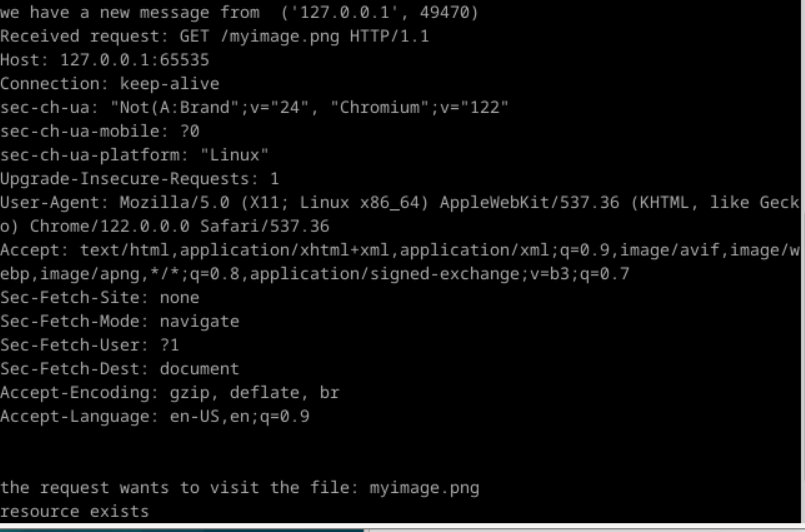 we have a new message from  ('127.0.0.1', 49470)
Received request: GET /myimage.png HTTP/1.1
Host: 127.0.0.1:65535
Connection: keep-alive
sec-ch-ua: "Not(A:Brand";v="24", "Chromium";v="122"
sec-ch-ua-mobile: ?0
sec-ch-ua-platform: "Linux"
Upgrade-Insecure-Requests: 1
User-Agent: Mozilla/5.0 (X11; Linux x86_64) AppleWebKit/537.36 (KHTML, like Geck
o) Chrome/122.0.0.0 Safari/537.36
Accept: text/html,application/xhtml+xml,application/xml;q=0.9,image/avif,image/w
ebp,image/apng,*/*;q=0.8,application/signed-exchange;v=b3;q=0.7
Sec-Fetch-Site: none
Sec-Fetch-Mode: navigate
Sec-Fetch-User: ?1
Sec-Fetch-Dest: document
Accept-Encoding: gzip, deflate, br
Accept-Language: en-US,en;q=0.9
the request wants to visit the file: myimage.png
resource exists